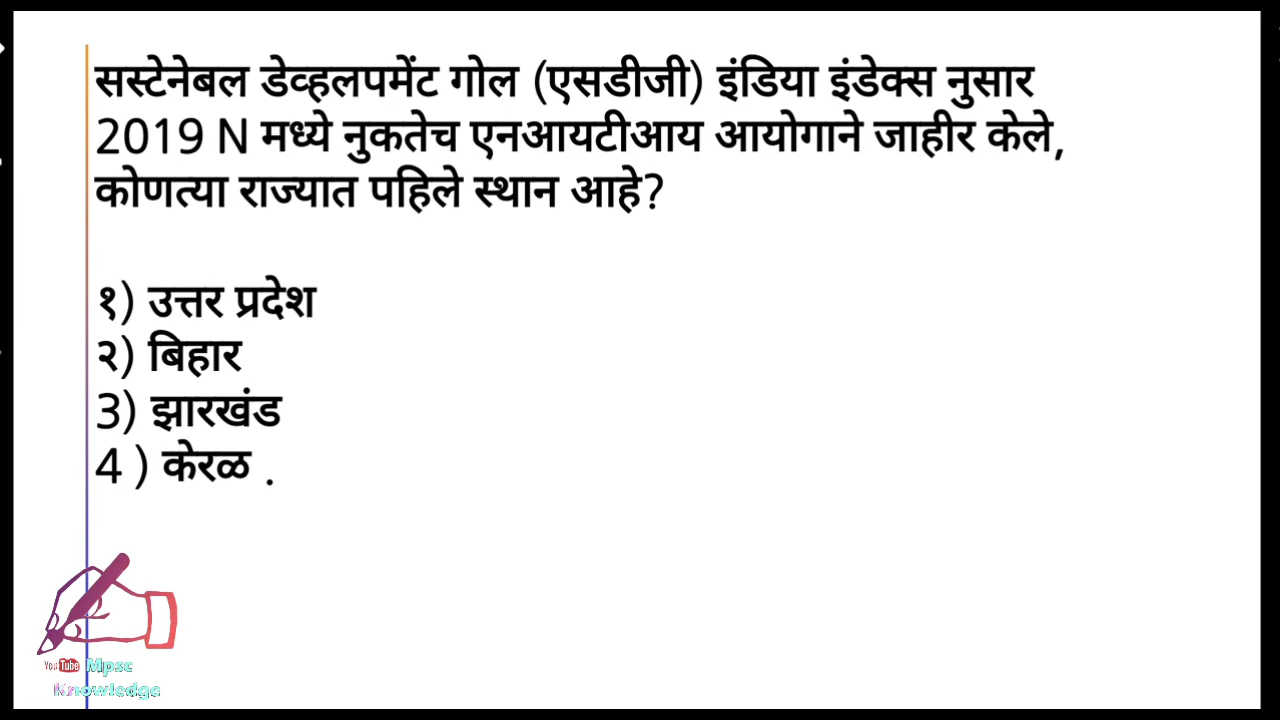 सस्टेनेबल डेव्हलपमेंट गोल (एसडीजी) इंडिया इंडेक्स नुसार
2019 N मध्ये नुकतेच एनआयटीआय आयोगाने जाहीर केले,
कोणत्या राज्यात पहिले स्थान आहे?
१) उत्तर प्रदेश
२) बिहार
3) झारखंड
4 ) केरळ .
YouTube Mpsc
Knowledge